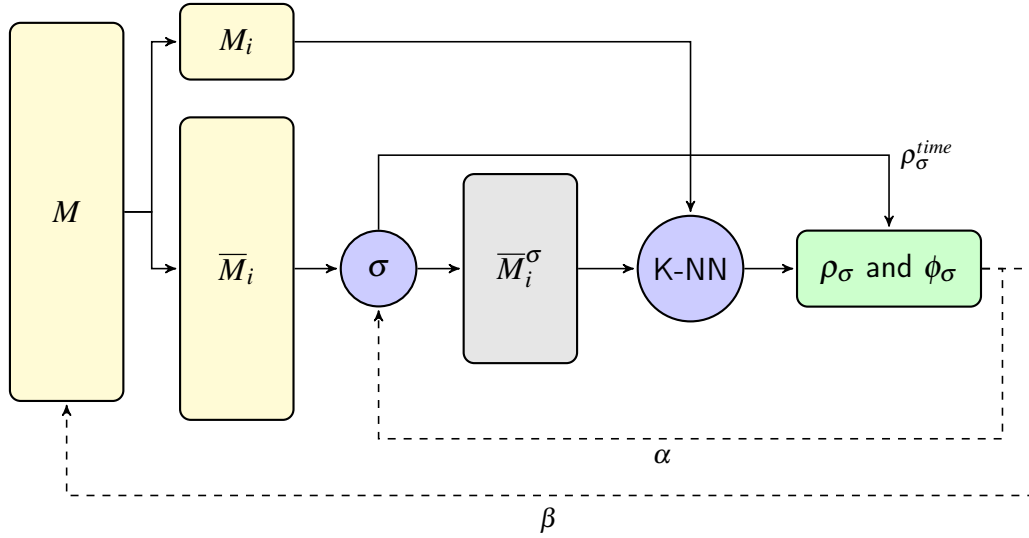 M_i
ρ_σ^{time}
M
M̅_i
σ
M̅_i^σ
K-NN
ρ_σ and ϕ_σ
α
β